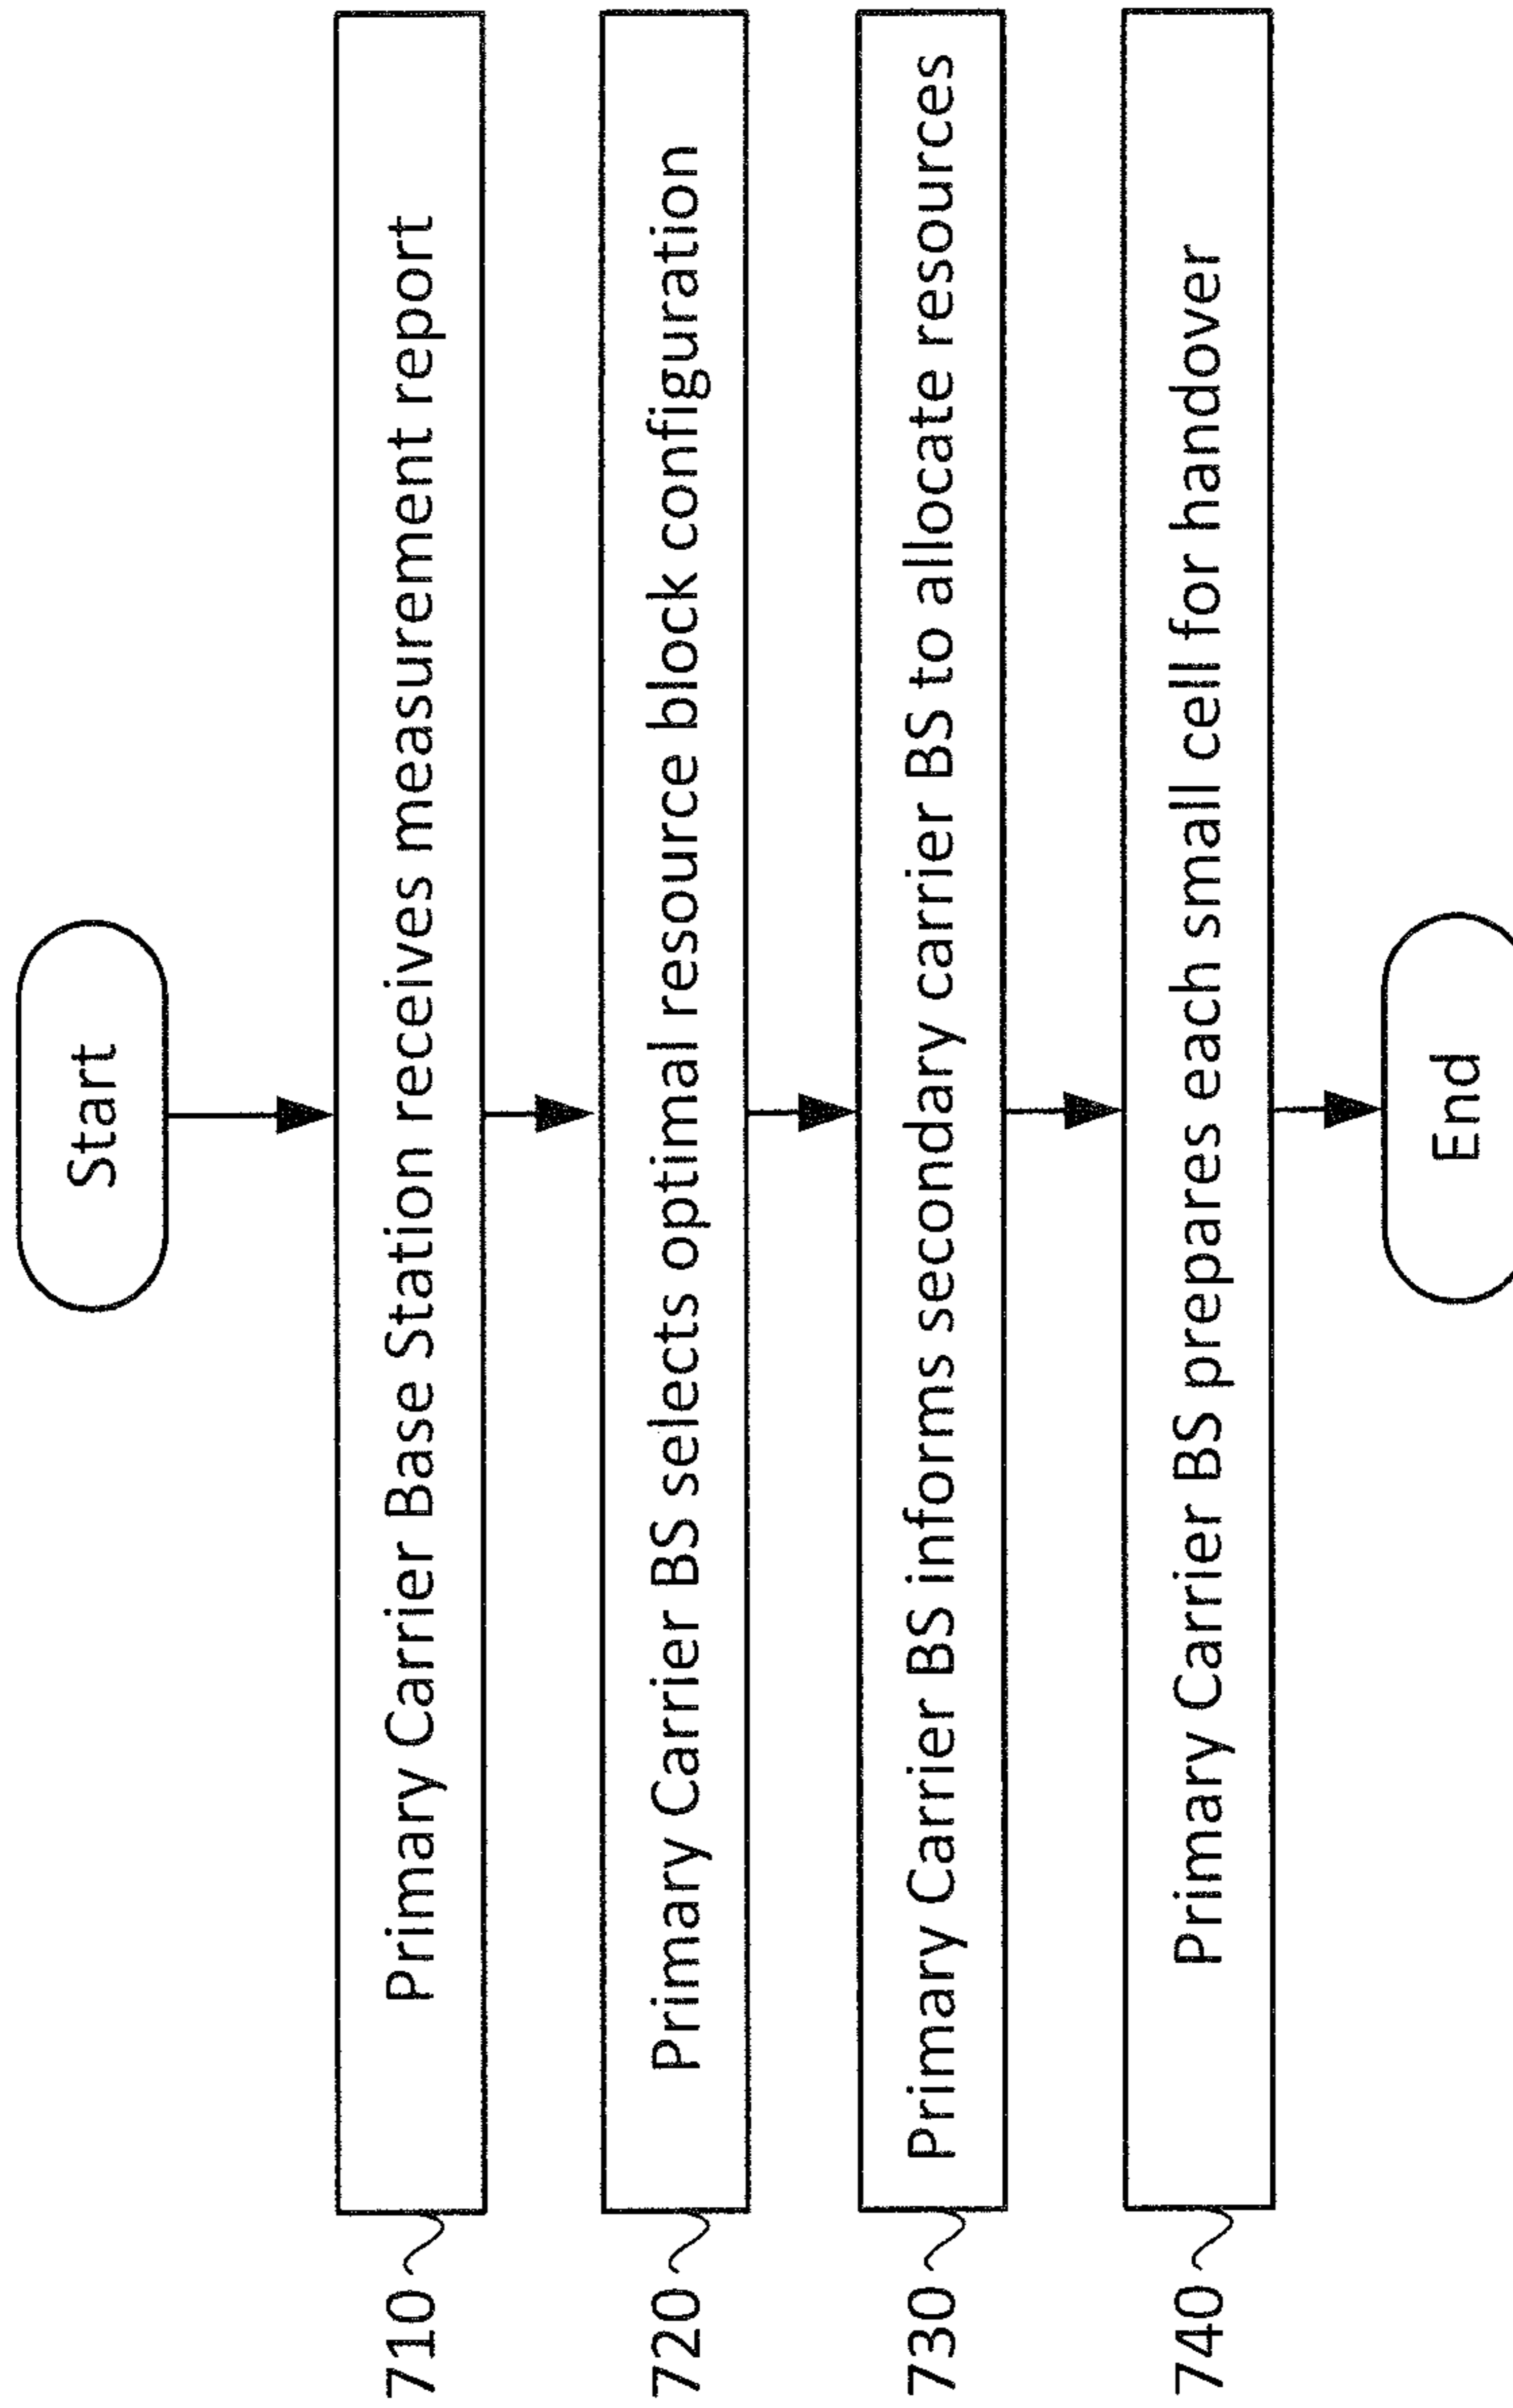 Start
710
Primary Carrier Base Station receives measurement report
720
Primary Carrier BS selects optimal resource block configuration
730
Primary Carrier BS informs secondary carrier BS to allocate resources
740
Primary Carrier BS prepares each small cell for handover
End